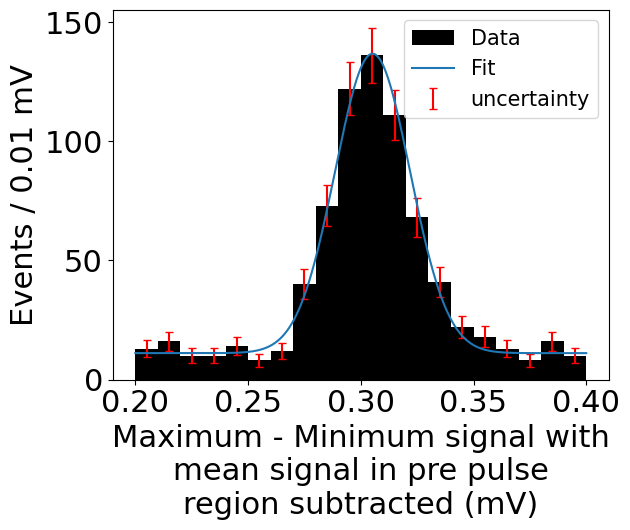 150
100
50
0
Events / 0.01 mV
Data
Fit
uncertainty
0.20 0.25 0.30 0.35 0.40
Maximum - Minimum signal with
mean signal in pre pulse
region subtracted (mV)